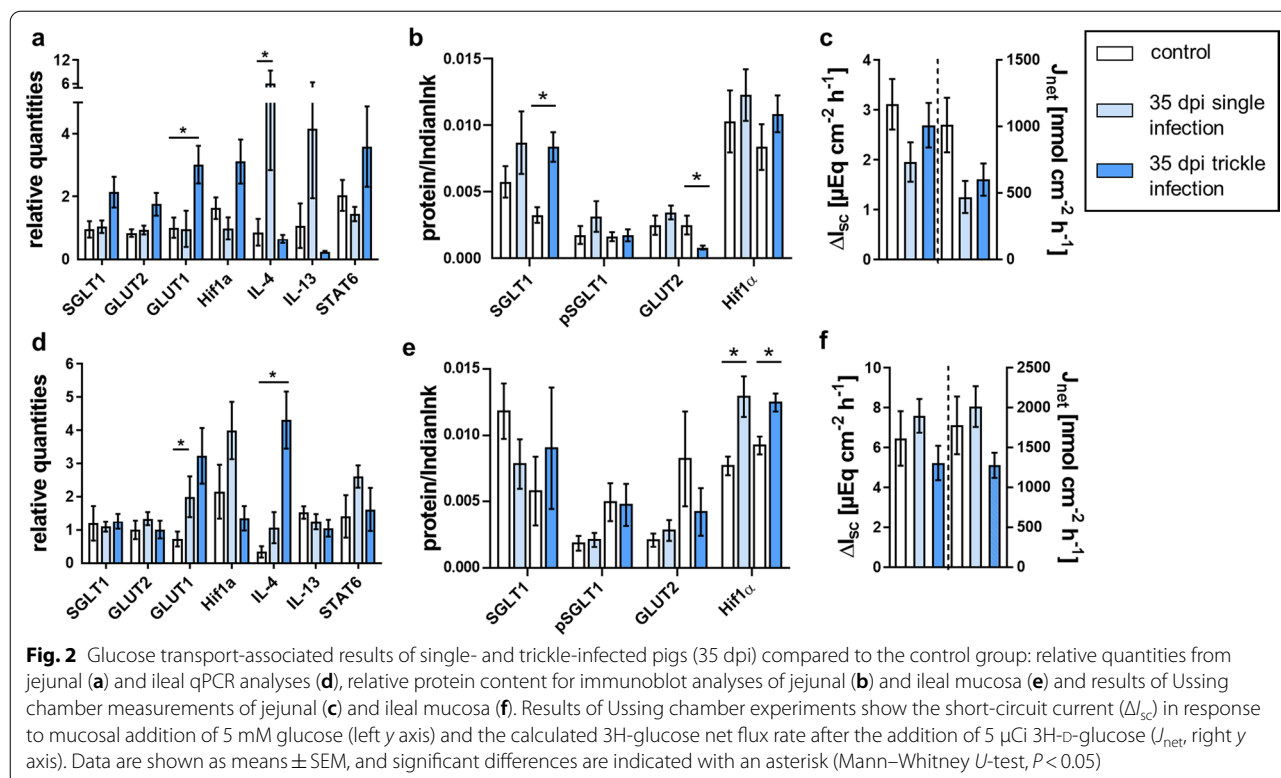 a
12
6
4
2
0
relative quantities
*
*
SGLT1
GLUT2
GLUT1
Hif1a
IL-4
IL-13
STAT6
b
0.015
0.010
0.005
0.000
protein/IndianInk
*
*
SGLT1
pSGLT1
GLUT2
Hif1α
c
4
3
2
1
0
ΔIsc [µEq cm⁻² h⁻¹]
1500
1000
500
0
Jnet [nmol cm⁻² h⁻¹]
control
35 dpi single
infection
35 dpi trickle
infection
d
6
5
4
3
2
1
0
relative quantities
*
*
SGLT1
GLUT2
GLUT1
Hif1a
IL-4
IL-13
STAT6
e
0.015
0.010
0.005
0.000
protein/IndianInk
*
*
SGLT1
pSGLT1
GLUT2
Hif1α
f
10
8
6
4
2
0
ΔIsc [µEq cm⁻² h⁻¹]
2500
2000
1500
1000
500
0
Jnet [nmol cm⁻² h⁻¹]
Fig. 2 Glucose transport-associated results of single- and trickle-infected pigs (35 dpi) compared to the control group: relative quantities from
jejunal (a) and ileal qPCR analyses (d), relative protein content for immunoblot analyses of jejunal (b) and ileal mucosa (e) and results of Ussing
chamber measurements of jejunal (c) and ileal mucosa (f). Results of Ussing chamber experiments show the short-circuit current (ΔIsc) in response
to mucosal addition of 5 mM glucose (left y axis) and the calculated 3H-glucose net flux rate after the addition of 5 µCi 3H-D-glucose (Jnet, right y
axis). Data are shown as means ± SEM, and significant differences are indicated with an asterisk (Mann–Whitney U-test, P < 0.05)